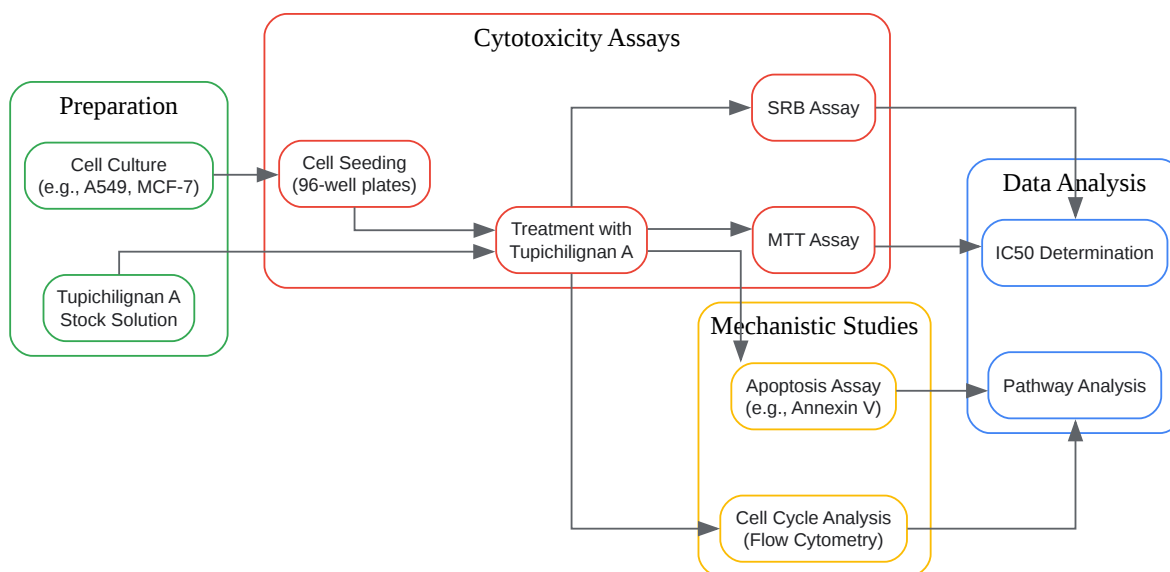 Preparation
Cell Culture
(e.g., A549, MCF-7)
Tupichilignan A
Stock Solution
Cytotoxicity Assays
Cell Seeding
(96-well plates)
Treatment with
Tupichilignan A
SRB Assay
MTT Assay
Mechanistic Studies
Apoptosis Assay
(e.g., Annexin V)
Cell Cycle Analysis
(Flow Cytometry)
Data Analysis
IC50 Determination
Pathway Analysis